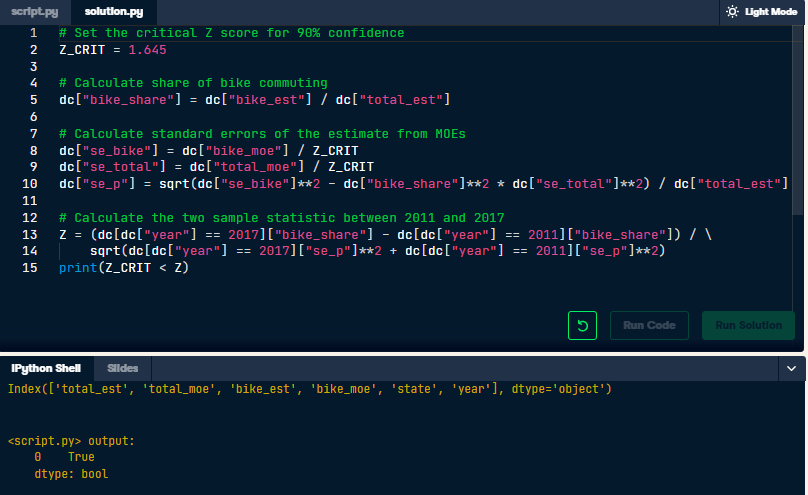 script.py solution.py Light Mode
1 # Set the critical Z score for 90% confidence
2 Z_CRIT = 1.645
3
4 # Calculate share of bike commuting
5 dc["bike_share"] = dc["bike_est"] / dc["total_est"]
6
7 # Calculate standard errors of the estimate from MOEs
8 dc["se_bike"] = dc["bike_moe"] / Z_CRIT
9 dc["se_total"] = dc["total_moe"] / Z_CRIT
10 dc["se_p"] = sqrt(dc["se_bike"]**2 - dc["bike_share"]**2 * dc["se_total"]**2) / dc["total_est"]
11
12 # Calculate the two sample statistic between 2011 and 2017
13 Z = (dc[dc["year"] == 2017]["bike_share"] - dc[dc["year"] == 2011]["bike_share"]) / \
14     sqrt(dc[dc["year"] == 2017]["se_p"]**2 + dc[dc["year"] == 2011]["se_p"]**2)
15 print(Z_CRIT < Z)
Run Code Run Solution
IPython Shell Slides
Index(['total_est', 'total_moe', 'bike_est', 'bike_moe', 'state', 'year'], dtype='object')
<script.py> output:
0    True
dtype: bool